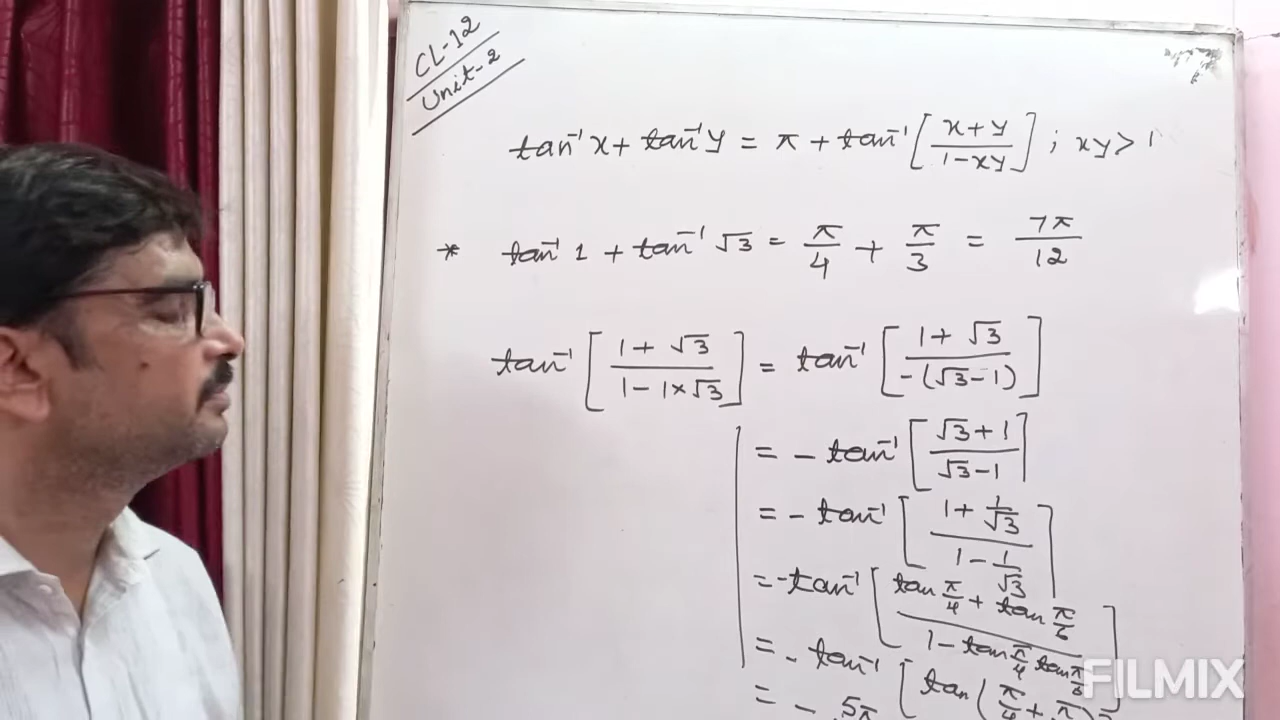 CL-12
Unit-2
tan⁻¹x + tan⁻¹y = π + tan⁻¹[(x+y)/(1-xy)] ; xy > 1
* tan⁻¹1 + tan⁻¹√3 = π/4 + π/3 = 7π/12
tan⁻¹[(1+√3)/(1-1×√3)] = tan⁻¹[(1+√3)/(-(√3-1))]
= - tan⁻¹[(√3+1)/(√3-1)]
= - tan⁻¹[(1+1/√3)/(1-1/√3)]
= - tan⁻¹[(tan π/4 + tan π/6)/(1 - tan π/4 tan π/6)]
= - tan⁻¹[tan(π/4 + π
= - 5π
FILMIX